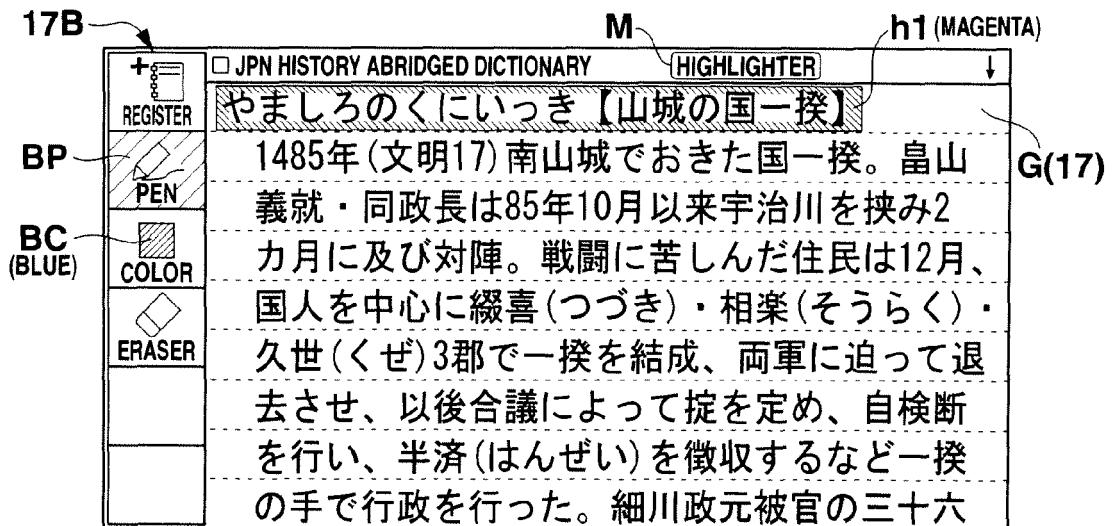 17B
M
h1 (MAGENTA)
REGISTER
□ JPN HISTORY ABRIDGED DICTIONARY HIGHLIGHTER ↓
やましろのくにいっき【山城の国一揆】
BP
PEN
1485年(文明17)南山城でおきた国一揆。畠山
G(17)
義就・同政長は85年10月以来宇治川を挟み2
BC
(BLUE)
COLOR
カ月に及び対陣。戦闘に苦しんだ住民は12月、
国人を中心に綴喜(つづき)・相楽(そうらく)・
ERASER
久世(くぜ)3郡で一揆を結成、両軍に迫って退
去させ、以後合議によって掟を定め、自検断
を行い、半済(はんぜい)を徴収するなど一揆
の手で行政を行った。細川政元被官の三十六